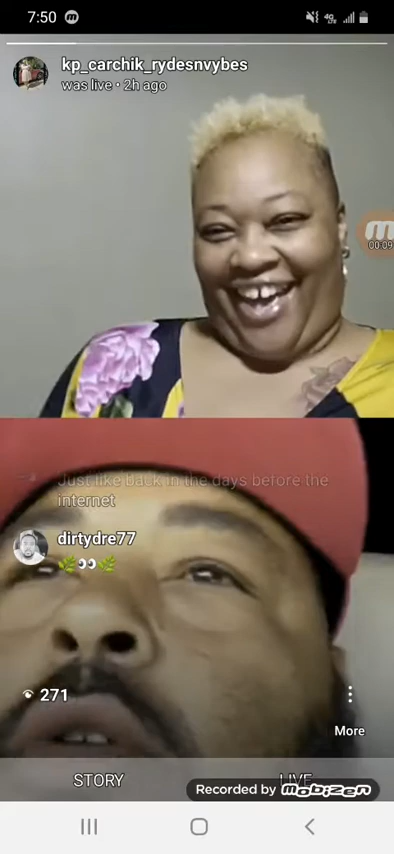 7:50
4G
kp_carchik_rydesnvybes
was live • 2h ago
00:09
Just like back in the days before the
internet
dirtydre77
271
More
STORY
LIVE
Recorded by mobizen